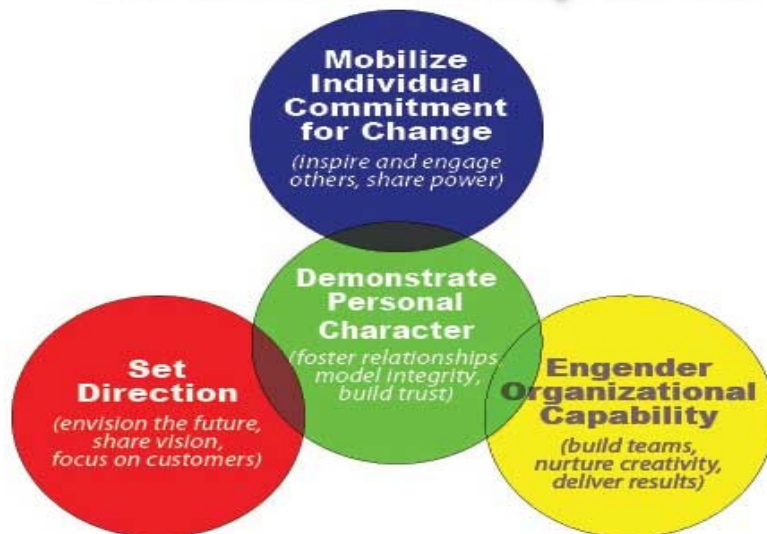 Mobilize
Individual
Commitment
for Change
(inspire and engage
others, share power)
Demonstrate
Personal
Character
(foster relationships,
model integrity,
build trust)
Set
Direction
(envision the future,
share vision,
focus on customers)
Engender
Organizational
Capability
(build teams,
nurture creativity,
deliver results)